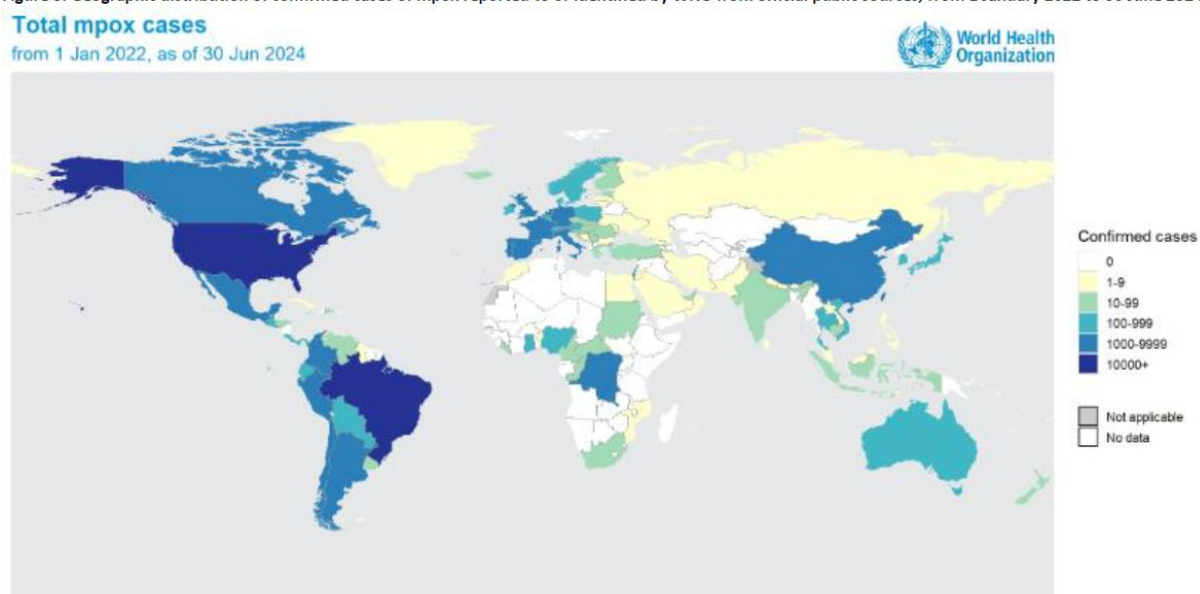 Total mpox cases
from 1 Jan 2022, as of 30 Jun 2024
World Health
Organization
Confirmed cases
0
1-9
10-99
100-999
1000-9999
10000+
Not applicable
No data